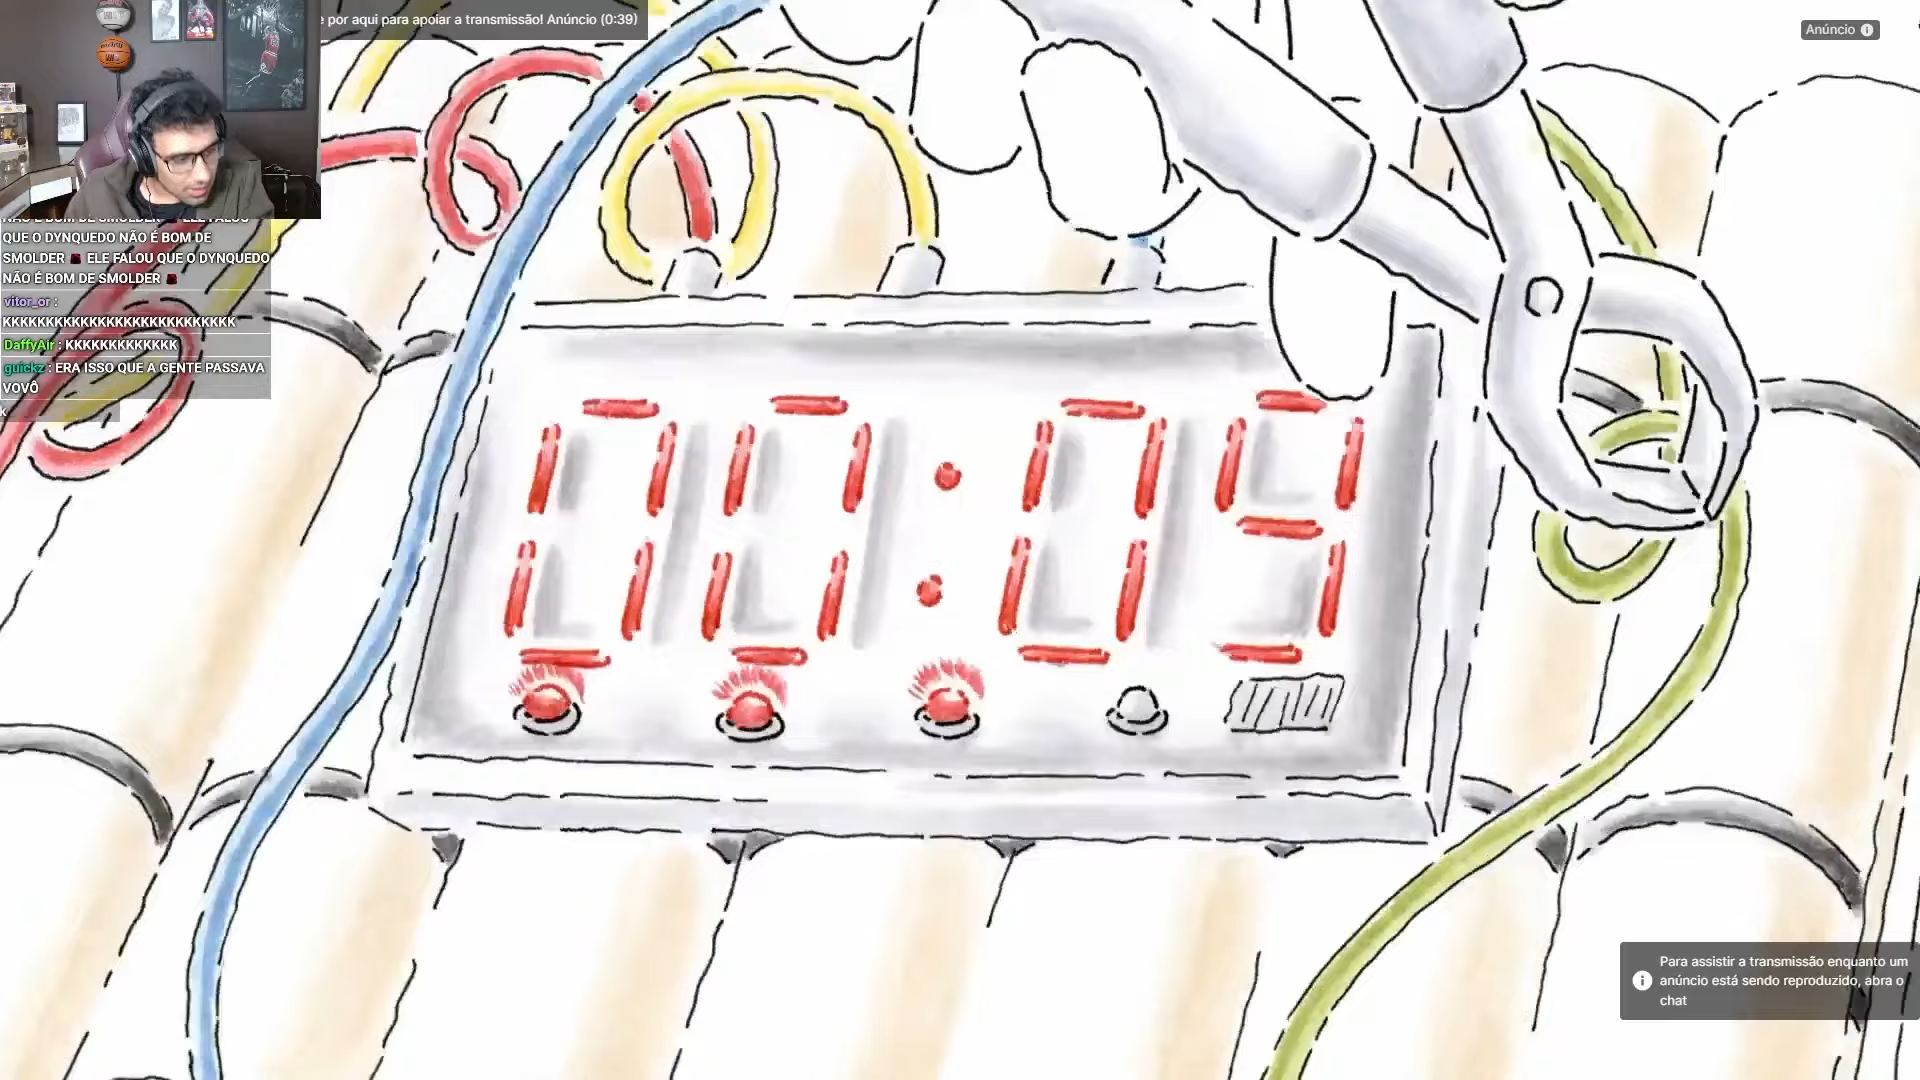 e por aqui para apoiar a transmissão! Anúncio (0:39)
Anúncio
QUE O DYNQUEDO NÃO É BOM DE
SMOLDER ELE FALOU QUE O DYNQUEDO
NÃO É BOM DE SMOLDER
vitor_or :
KKKKKKKKKKKKKKKKKKKKKKKKKK
DaffyAir : KKKKKKKKKKKKK
guickz : ERA ISSO QUE A GENTE PASSAVA
VOVÔ
k
00:09
Para assistir a transmissão enquanto um
anúncio está sendo reproduzido, abra o
chat